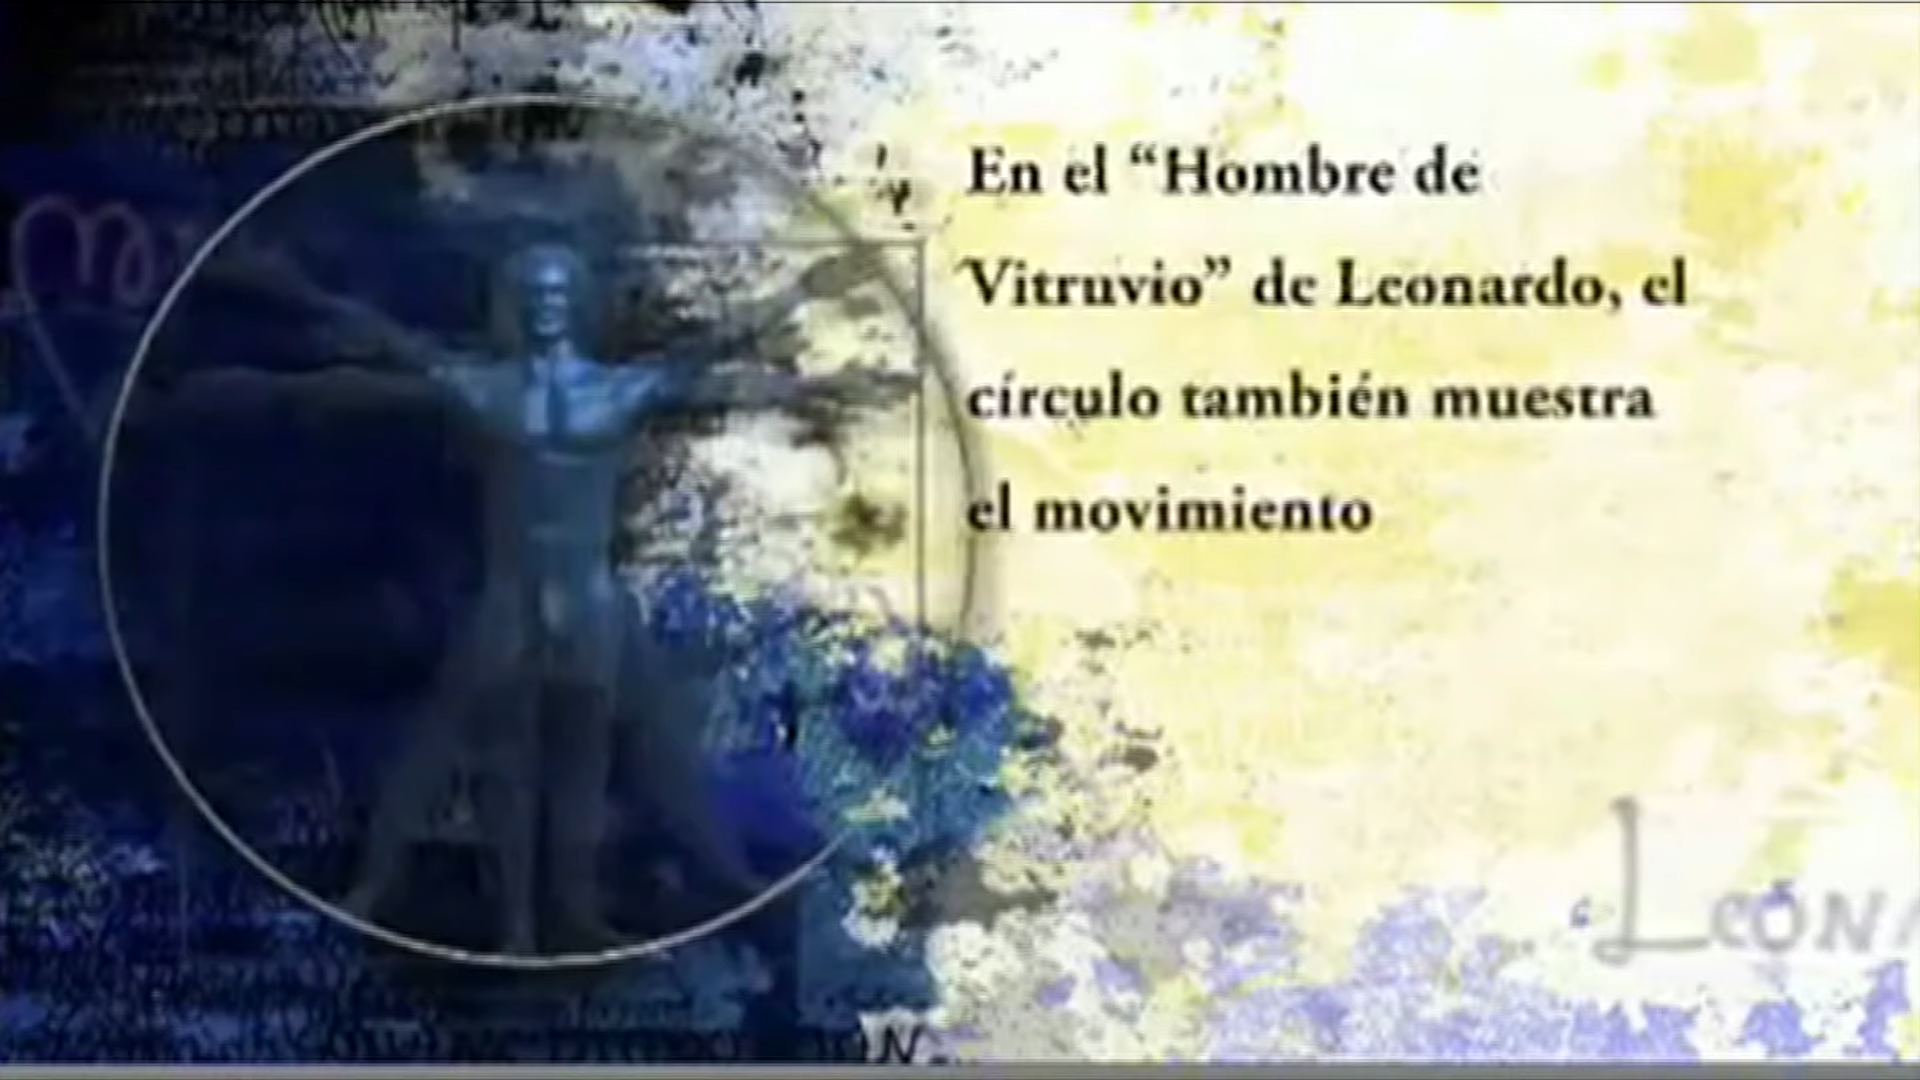 En el “Hombre de
Vitruvio” de Leonardo, el
círculo también muestra
el movimiento